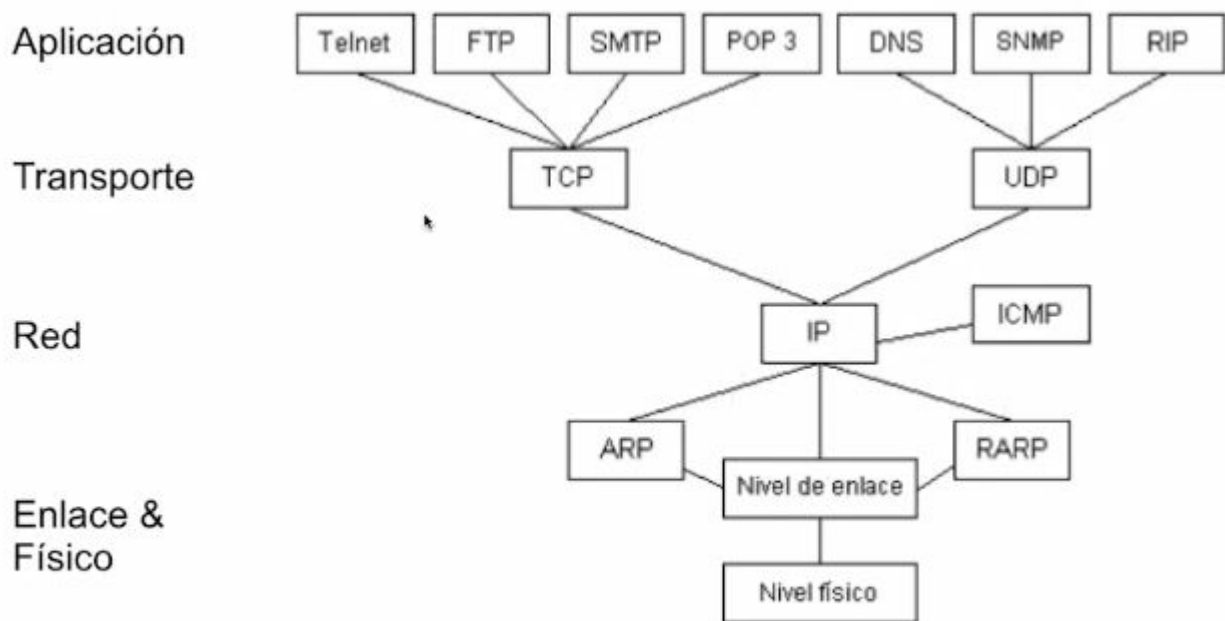 Aplicación
Telnet
FTP
SMTP
POP 3
DNS
SNMP
RIP
Transporte
TCP
UDP
Red
IP
ICMP
ARP
RARP
Nivel de enlace
Enlace &
Físico
Nivel físico